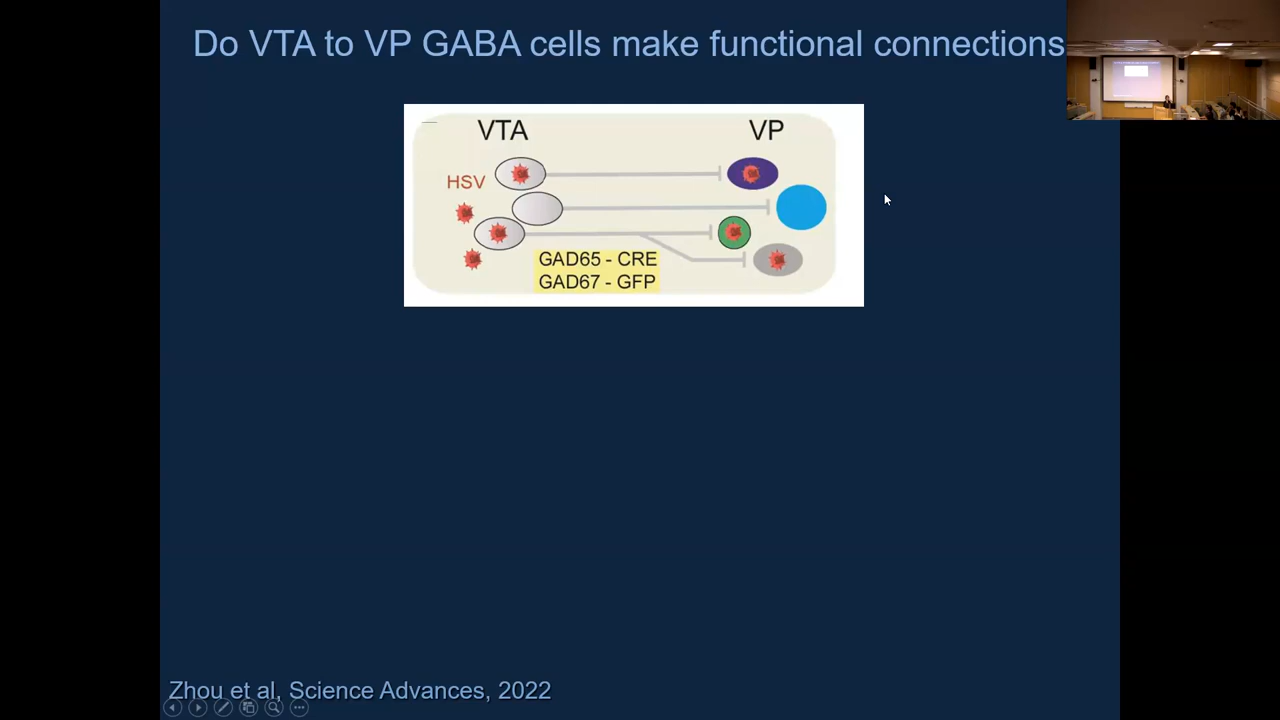 Do VTA to VP GABA cells make functional connections
VTA
VP
HSV
GAD65 - CRE
GAD67 - GFP
Zhou et al, Science Advances, 2022